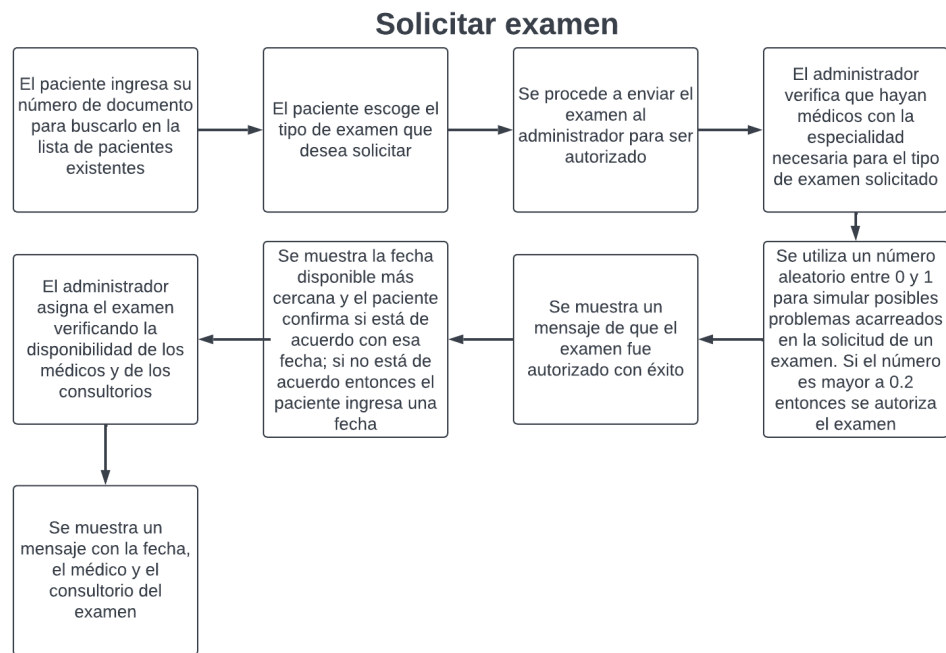 Solicitar examen
El paciente ingresa su
número de documento
para buscarlo en la
lista de pacientes
existentes
El paciente escoge el
tipo de examen que
desea solicitar
Se procede a enviar el
examen al
administrador para ser
autorizado
El administrador
verifica que hayan
médicos con la
especialidad
necesaria para el tipo
de examen solicitado
Se utiliza un número
aleatorio entre 0 y 1
para simular posibles
problemas acarreados
en la solicitud de un
examen. Si el número
es mayor a 0.2
entonces se autoriza
el examen
Se muestra un
mensaje de que el
examen fue
autorizado con éxito
Se muestra la fecha
disponible más
cercana y el paciente
confirma si está de
acuerdo con esa
fecha; si no está de
acuerdo entonces el
paciente ingresa una
fecha
El administrador
asigna el examen
verificando la
disponibilidad de los
médicos y de los
consultorios
Se muestra un
mensaje con la fecha,
el médico y el
consultorio del
examen